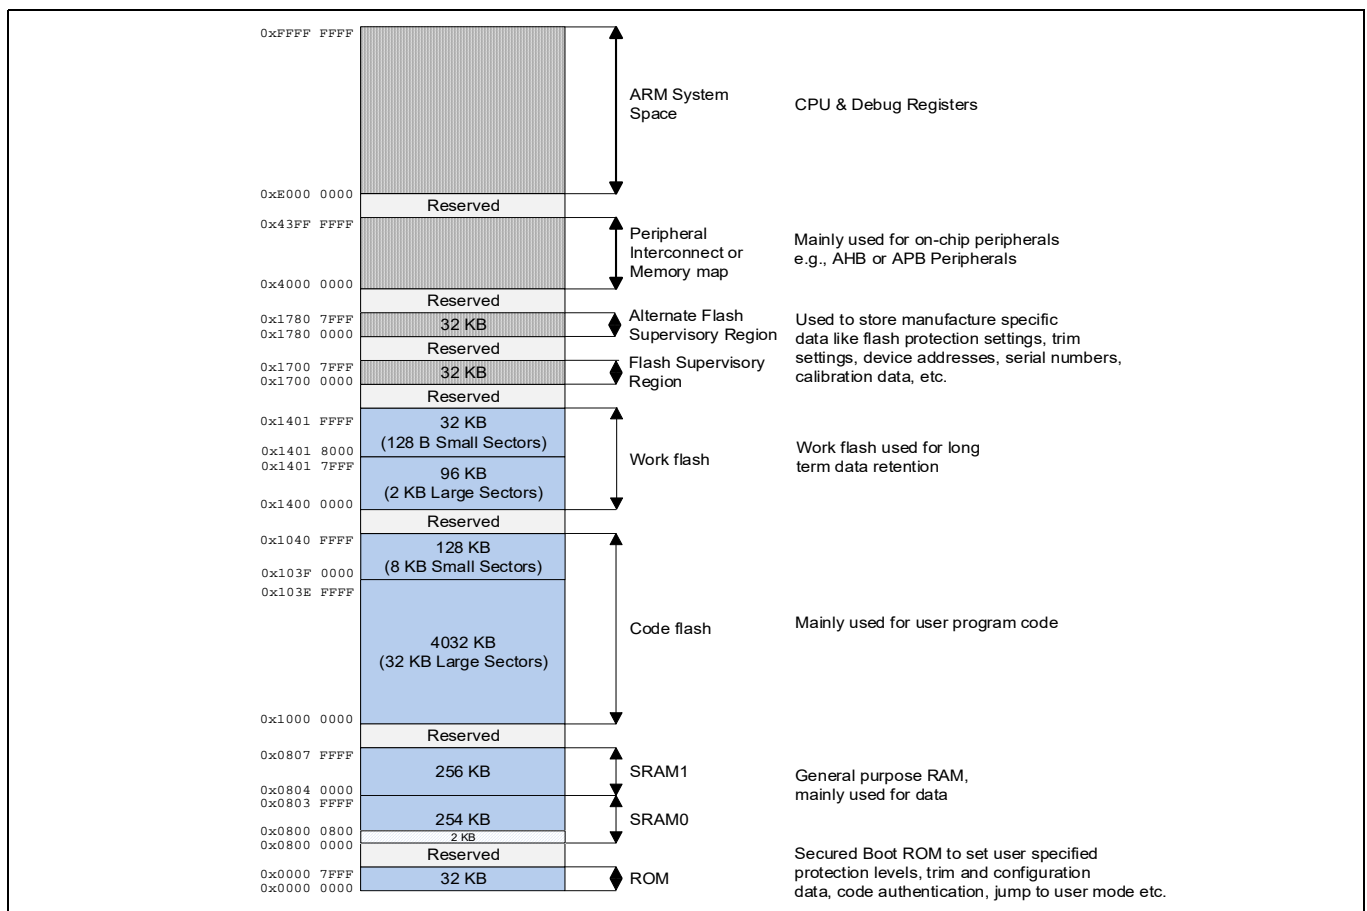 0xFFFF FFFF
ARM System
Space
CPU & Debug Registers
0xE000 0000
Reserved
0x43FF FFFF
Peripheral
Interconnect or
Memory map
Mainly used for on-chip peripherals
e.g., AHB or APB Peripherals
0x4000 0000
Reserved
0x1780 7FFF
0x1780 0000
32 KB
Alternate Flash
Supervisory Region
Used to store manufacture specific
data like flash protection settings, trim
settings, device addresses, serial numbers,
calibration data, etc.
Reserved
0x1700 7FFF
0x1700 0000
32 KB
Flash Supervisory
Region
Reserved
0x1401 FFFF
32 KB
(128 B Small Sectors)
0x1401 8000
0x1401 7FFF
Work flash
Work flash used for long
term data retention
96 KB
(2 KB Large Sectors)
0x1400 0000
Reserved
0x1040 FFFF
128 KB
(8 KB Small Sectors)
0x103F 0000
0x103E FFFF
Code flash
Mainly used for user program code
4032 KB
(32 KB Large Sectors)
0x1000 0000
Reserved
0x0807 FFFF
256 KB
SRAM1
General purpose RAM,
mainly used for data
0x0804 0000
0x0803 FFFF
254 KB
SRAM0
0x0800 0800
2 KB
0x0800 0000
Reserved
0x0000 7FFF
0x0000 0000
32 KB
ROM
Secured Boot ROM to set user specified
protection levels, trim and configuration
data, code authentication, jump to user mode etc.